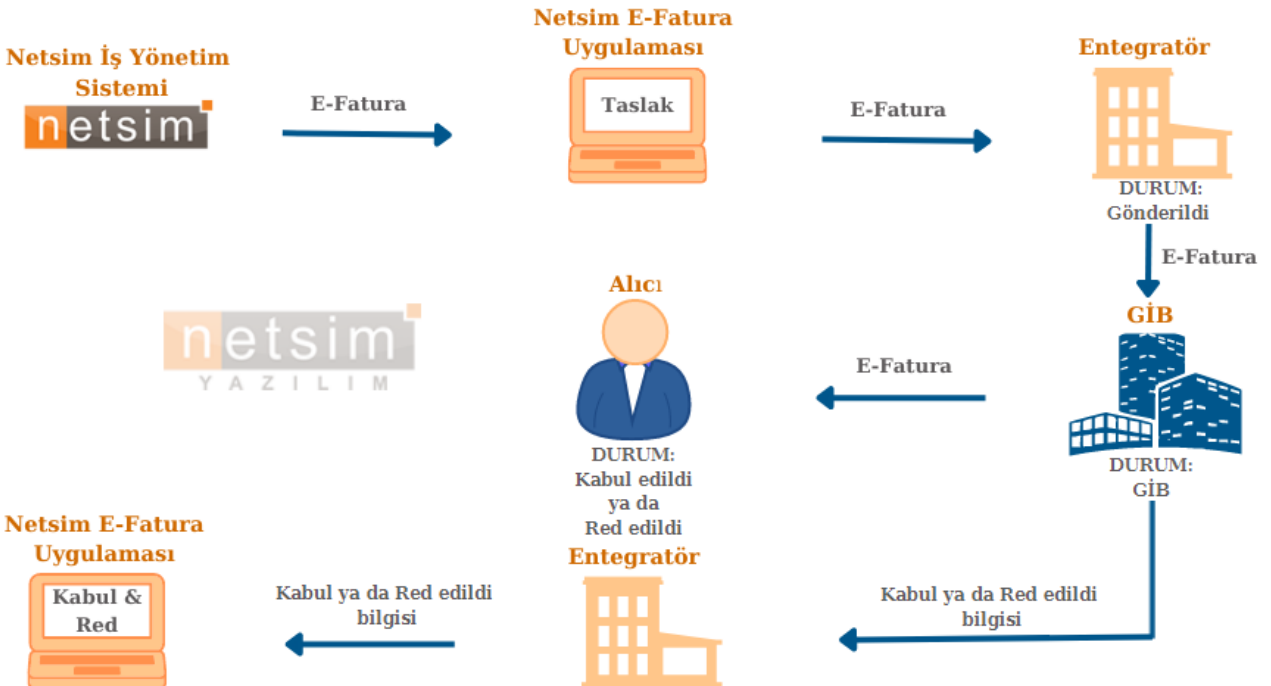 Netsim İş Yönetim
Sistemi
netsim
E-Fatura
Netsim E-Fatura
Uygulaması
Taslak
E-Fatura
Entegratör
DURUM:
Gönderildi
E-Fatura
GİB
DURUM:
GİB
E-Fatura
Alıcı
DURUM:
Kabul edildi
ya da
Red edildi
netsim
YAZILIM
Kabul ya da Red edildi
bilgisi
Entegratör
Kabul ya da Red edildi
bilgisi
Netsim E-Fatura
Uygulaması
Kabul &
Red